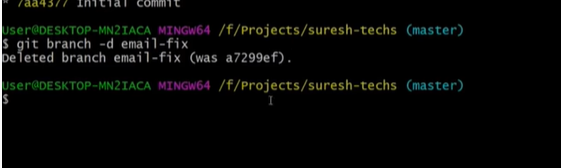 * 7aa4377 Initial commit
User@DESKTOP-MN2IACA MINGW64 /f/Projects/suresh-techs (master)
$ git branch -d email-fix
Deleted branch email-fix (was a7299ef).
User@DESKTOP-MN2IACA MINGW64 /f/Projects/suresh-techs (master)
$